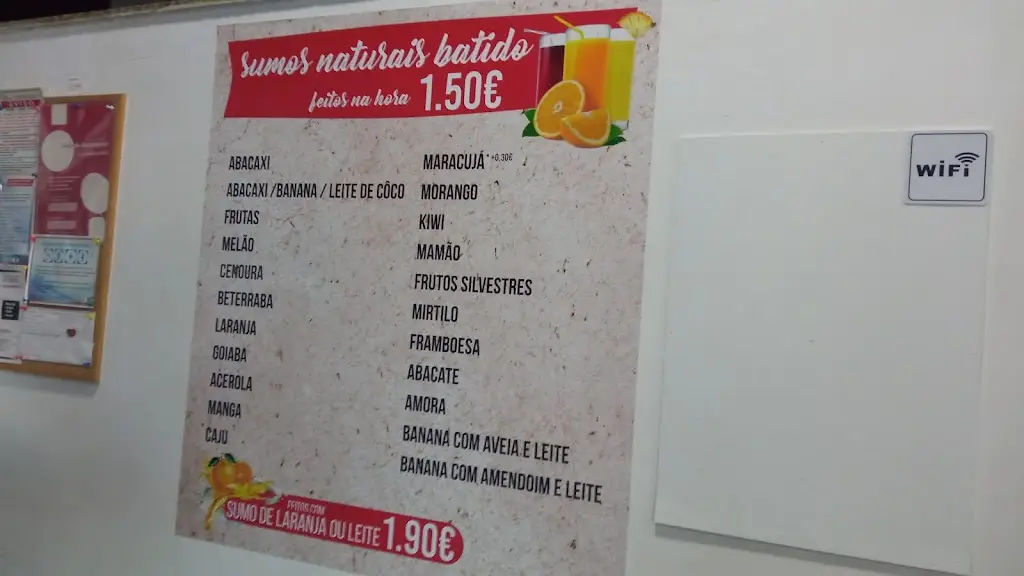 sumos naturais batido
feitos na hora 1.50€
ABACAXI
ABACAXI /BANANA / LEITE DE CÔCO
FRUTAS
MELÃO
CENOURA
BETERRABA
LARANJA
GOIABA
ACEROLA
MANGA
CAJU
MARACUJÁ* +0,30€
MORANGO
KIWI
MAMÃO
FRUTOS SILVESTRES
MIRTILO
FRAMBOESA
ABACATE
AMORA
BANANA COM AVEIA E LEITE
BANANA COM AMENDOIM E LEITE
FEITOS COM
SUMO DE LARANJA OU LEITE 1.90€
WiFi